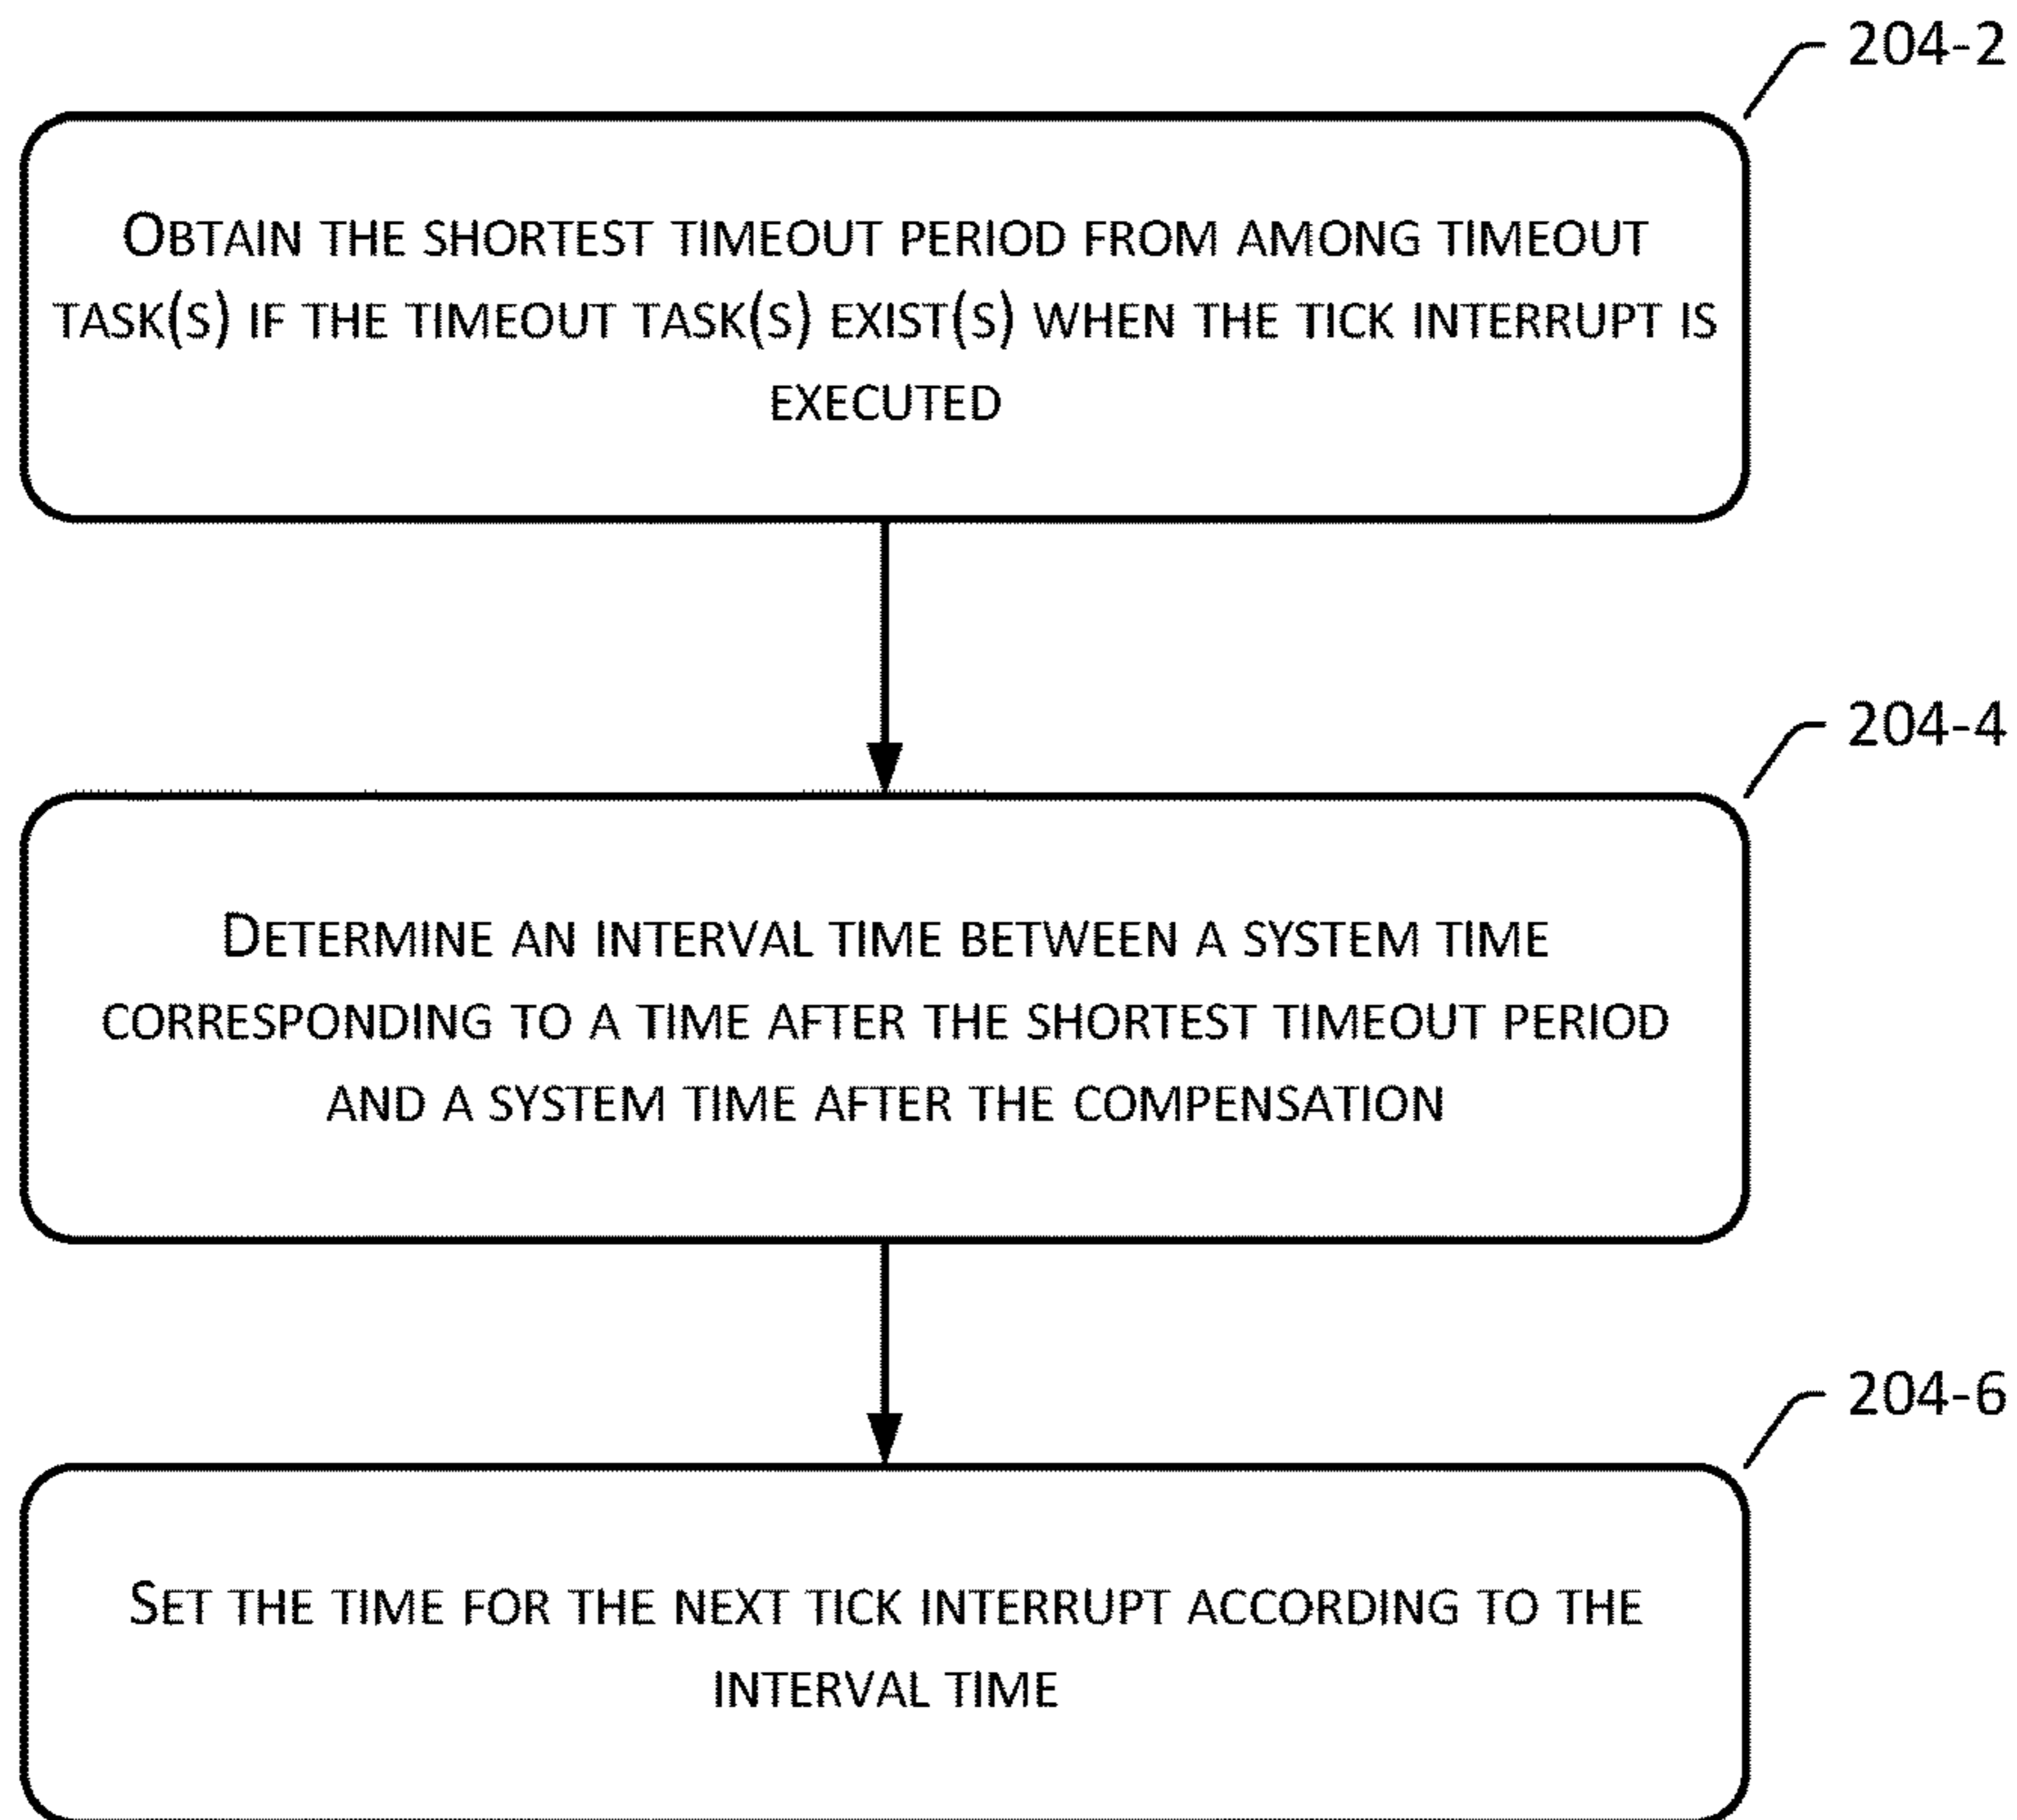 204-2
OBTAIN THE SHORTEST TIMEOUT PERIOD FROM AMONG TIMEOUT
TASK(S) IF THE TIMEOUT TASK(S) EXIST(S) WHEN THE TICK INTERRUPT IS
EXECUTED
204-4
DETERMINE AN INTERVAL TIME BETWEEN A SYSTEM TIME
CORRESPONDING TO A TIME AFTER THE SHORTEST TIMEOUT PERIOD
AND A SYSTEM TIME AFTER THE COMPENSATION
204-6
SET THE TIME FOR THE NEXT TICK INTERRUPT ACCORDING TO THE
INTERVAL TIME